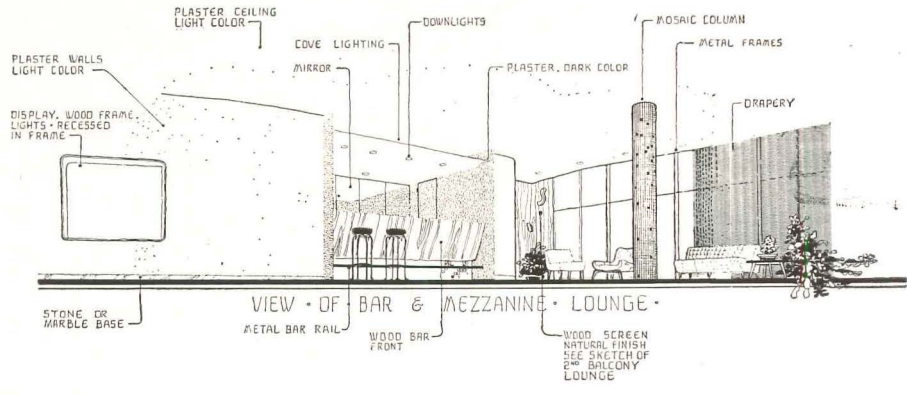 PLASTER CEILING
LIGHT COLOR
DOWNLIGHTS
MOSAIC COLUMN
COVE LIGHTING
METAL FRAMES
PLASTER WALLS
LIGHT COLOR
MIRROR
PLASTER, DARK COLOR
DRAPERY
DISPLAY, WOOD FRAME.
LIGHTS • RECESSED
IN FRAME
VIEW • OF • BAR & MEZZANINE • LOUNGE •
STONE OR
MARBLE BASE
METAL BAR RAIL
WOOD BAR
FRONT
WOOD SCREEN
NATURAL FINISH
SEE SKETCH OF
2ND BALCONY
LOUNGE